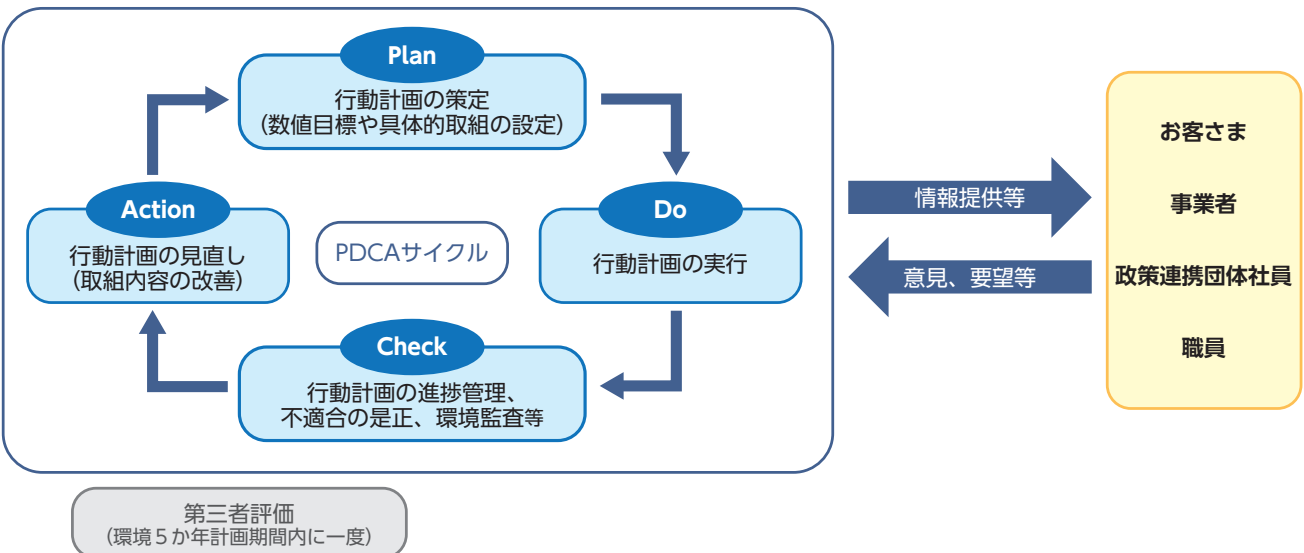 Plan
行動計画の策定
(数値目標や具体的取組の設定)
Action
行動計画の見直し
(取組内容の改善)
PDCAサイクル
Do
行動計画の実行
Check
行動計画の進捗管理、
不適合の是正、環境監査等
情報提供等
意見、要望等
お客さま
事業者
政策連携団体社員
職員
第三者評価
(環境5か年計画期間内に一度)